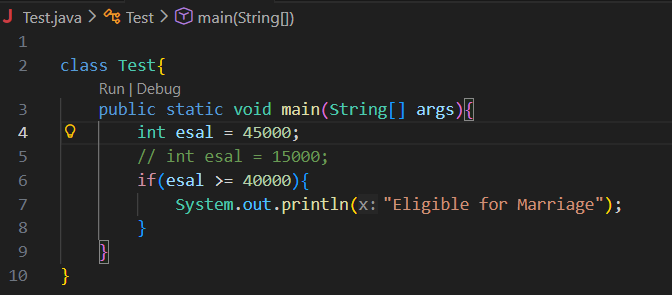 Test.java > Test > main(String[])
1
2 class Test{
Run | Debug
3 public static void main(String[] args){
4 int esal = 45000;
5 // int esal = 15000;
6 if(esal >= 40000){
7 System.out.println(x: "Eligible for Marriage");
8 }
9 }
10 }